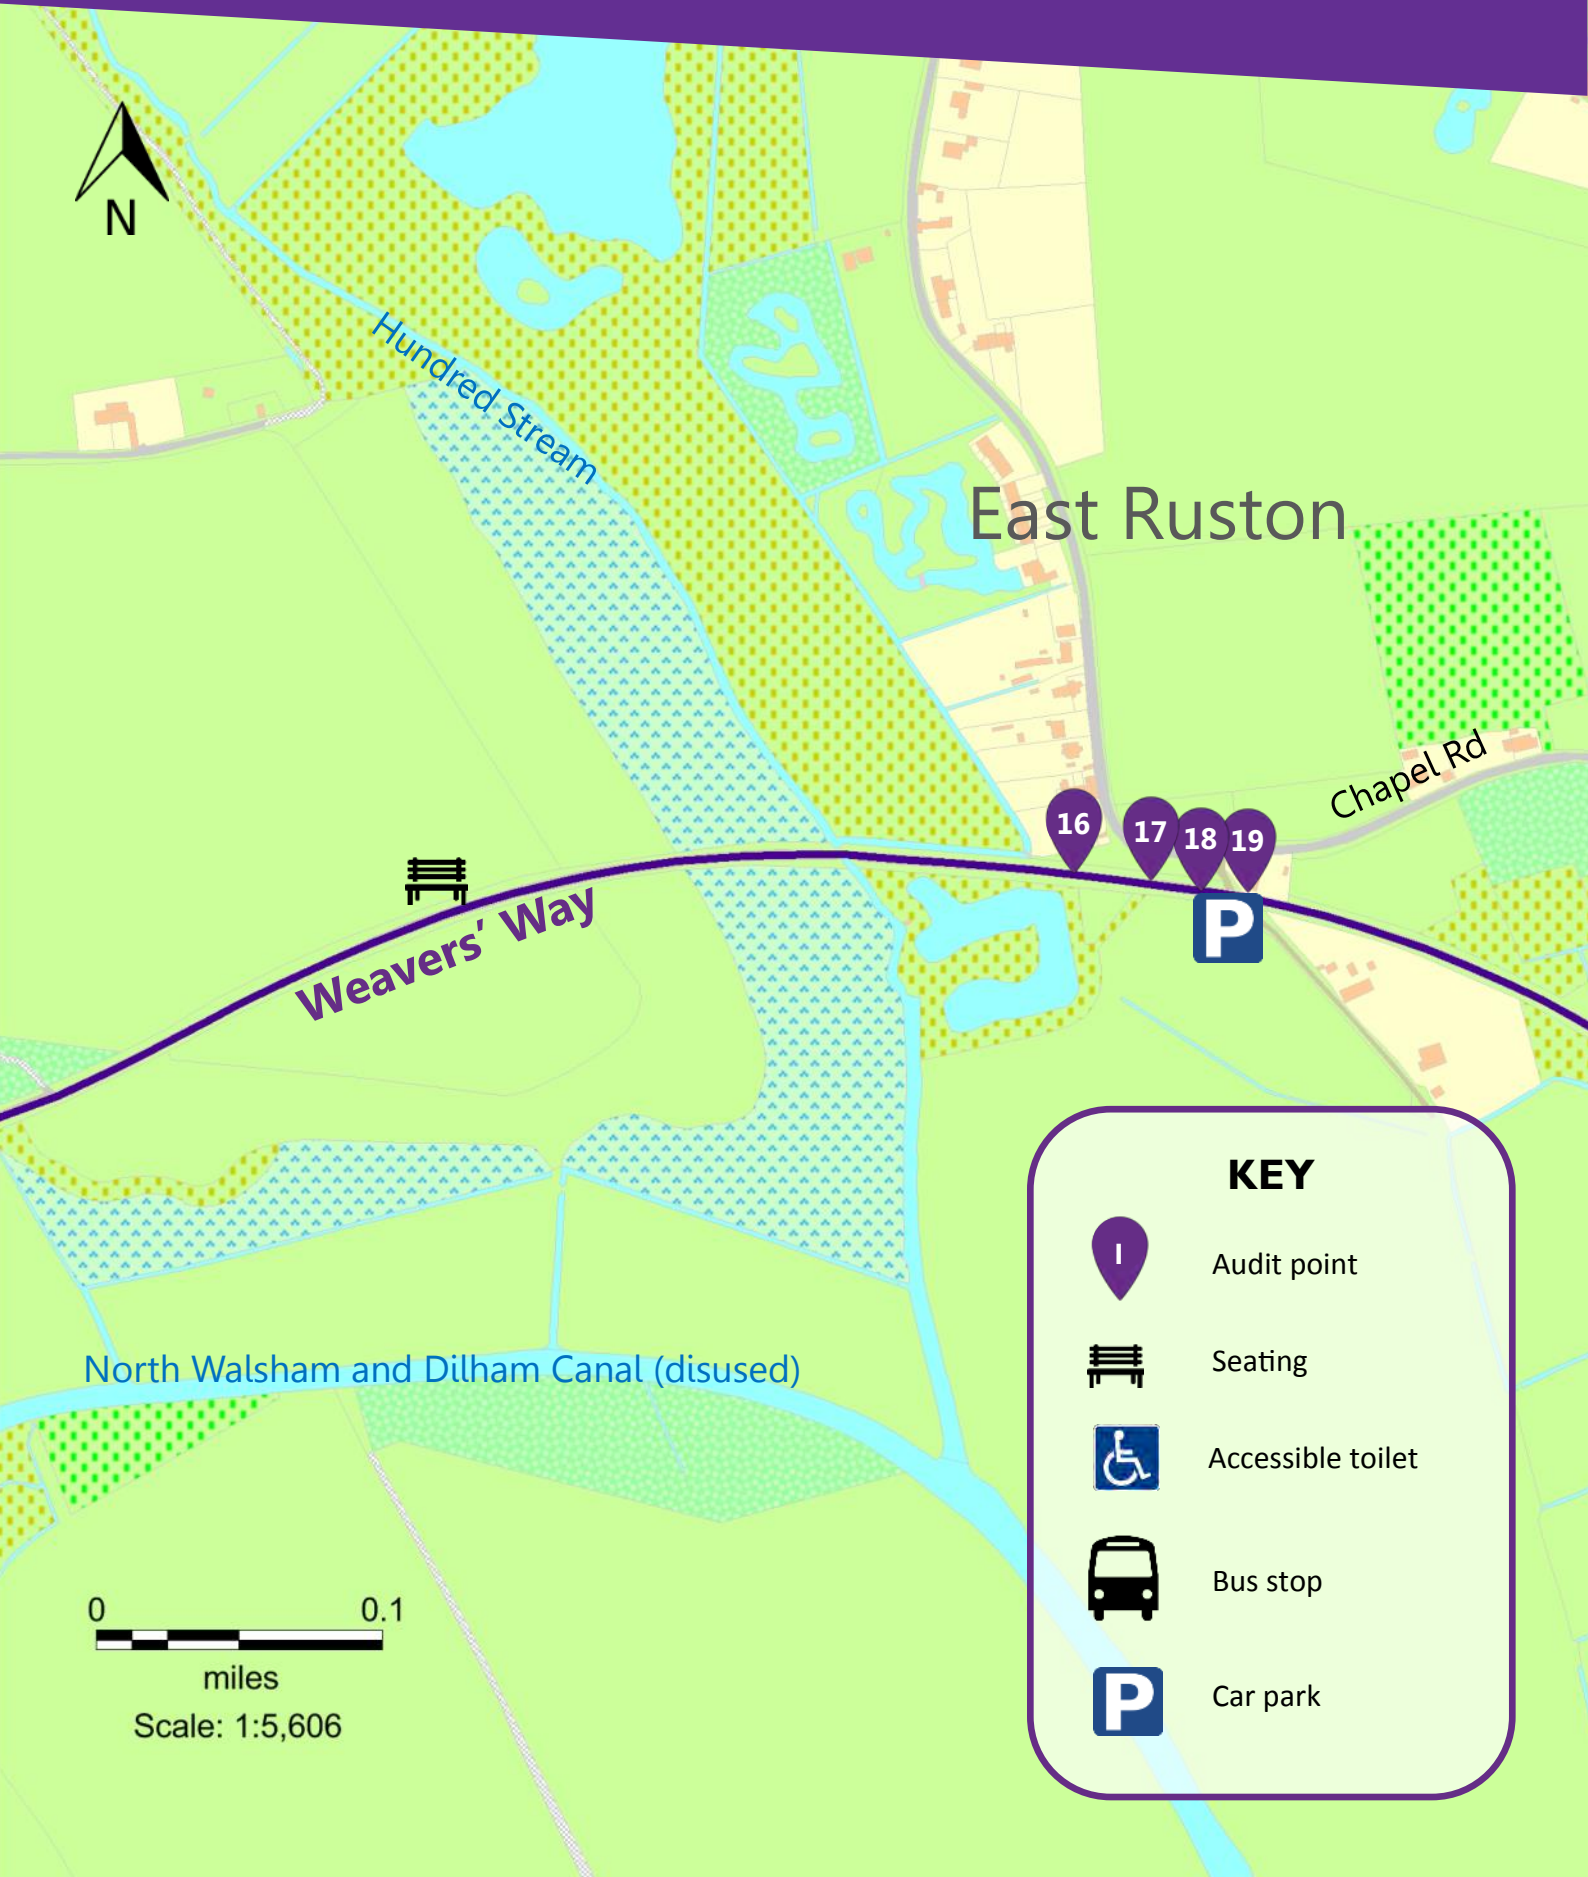 N
Hundred Stream
East Ruston
Chapel Rd
16
17
18
19
P
Weavers’ Way
KEY
I
Audit point
Seating
Accessible toilet
Bus stop
P
Car park
North Walsham and Dilham Canal (disused)
0 0.1
miles
Scale: 1:5,606